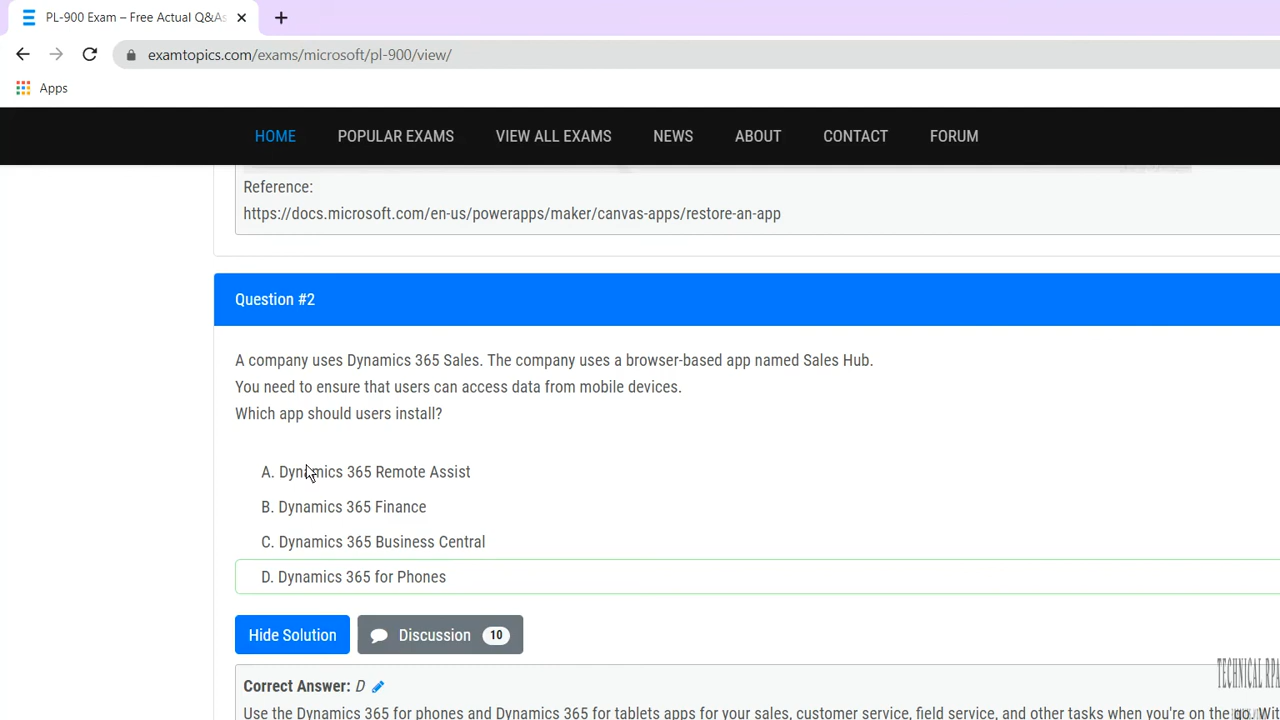 PL-900 Exam – Free Actual Q&As
examtopics.com/exams/microsoft/pl-900/view/
Apps
HOME POPULAR EXAMS VIEW ALL EXAMS NEWS ABOUT CONTACT FORUM
Reference:
https://docs.microsoft.com/en-us/powerapps/maker/canvas-apps/restore-an-app
Question #2
A company uses Dynamics 365 Sales. The company uses a browser-based app named Sales Hub.
You need to ensure that users can access data from mobile devices.
Which app should users install?
A. Dynamics 365 Remote Assist
B. Dynamics 365 Finance
C. Dynamics 365 Business Central
D. Dynamics 365 for Phones
Hide Solution Discussion 10
TECHNICAL RPA
Correct Answer: D
Use the Dynamics 365 for phones and Dynamics 365 for tablets apps for your sales, customer service, field service, and other tasks when you're on the go. Wit